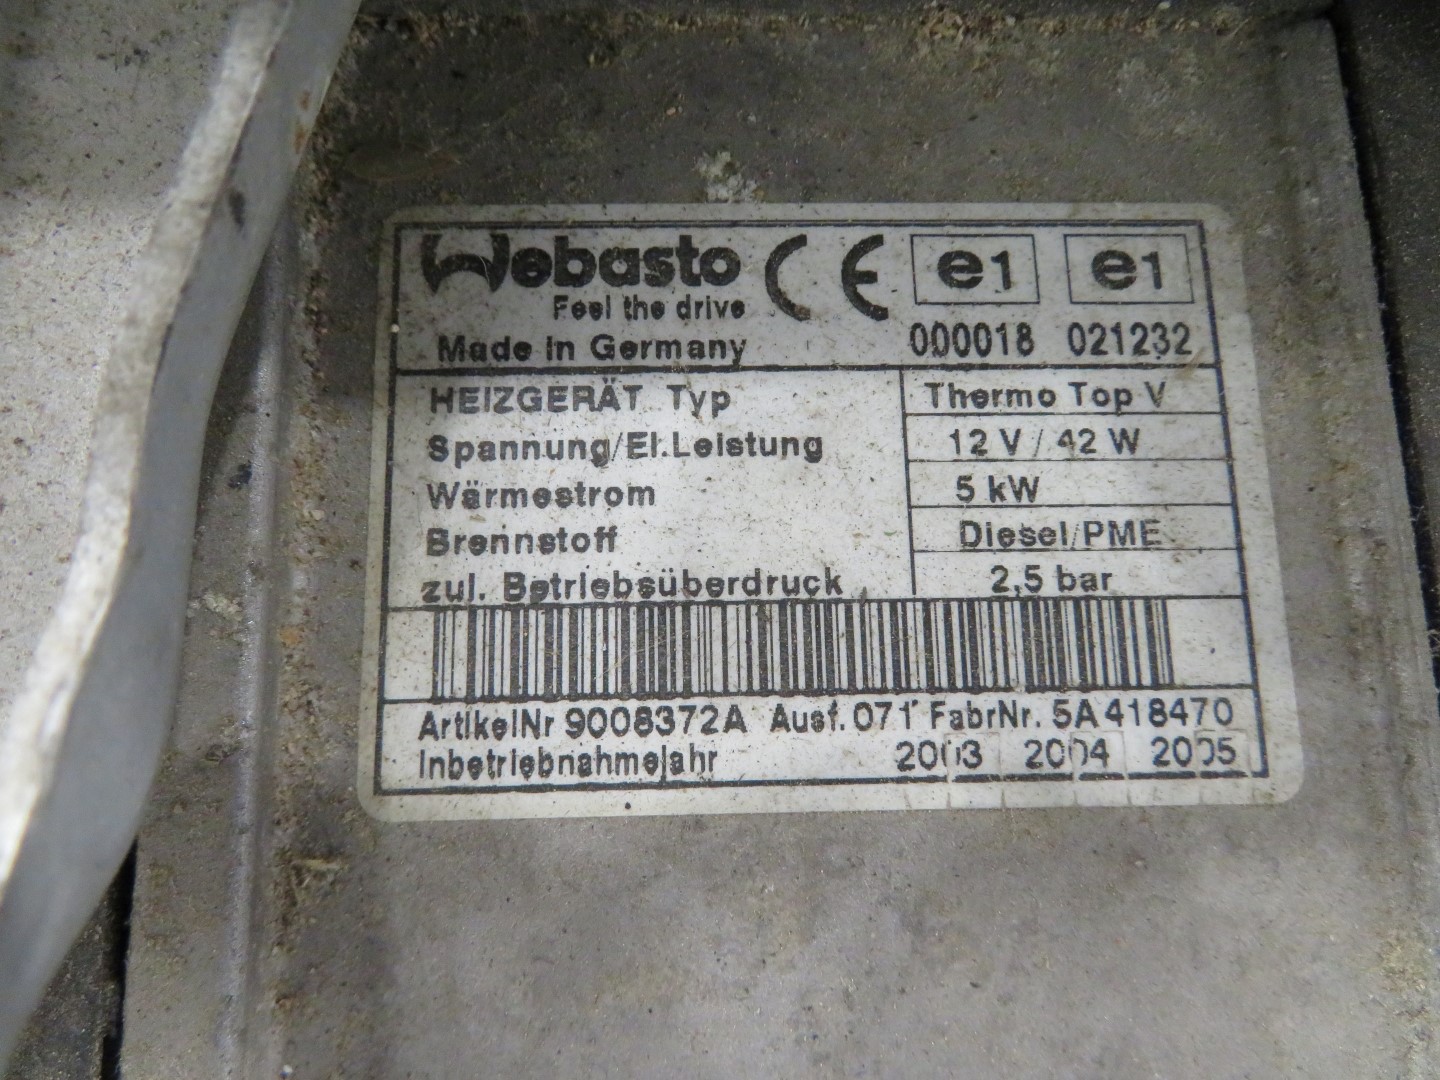 Webasto CE e1 e1
Feel the drive
Made in Germany 000018 021232
HEIZGERÄT Typ Thermo Top V
Spannung/El.Leistung 12 V / 42 W
Wärmestrom 5 kW
Brennstoff Diesel/PME
zul. Betriebsüberdruck 2,5 bar
ArtikelNr 9008372A Ausf. 071 FabrNr. 5A418470
Inbetriebnahmejahr 2003 2004 2005